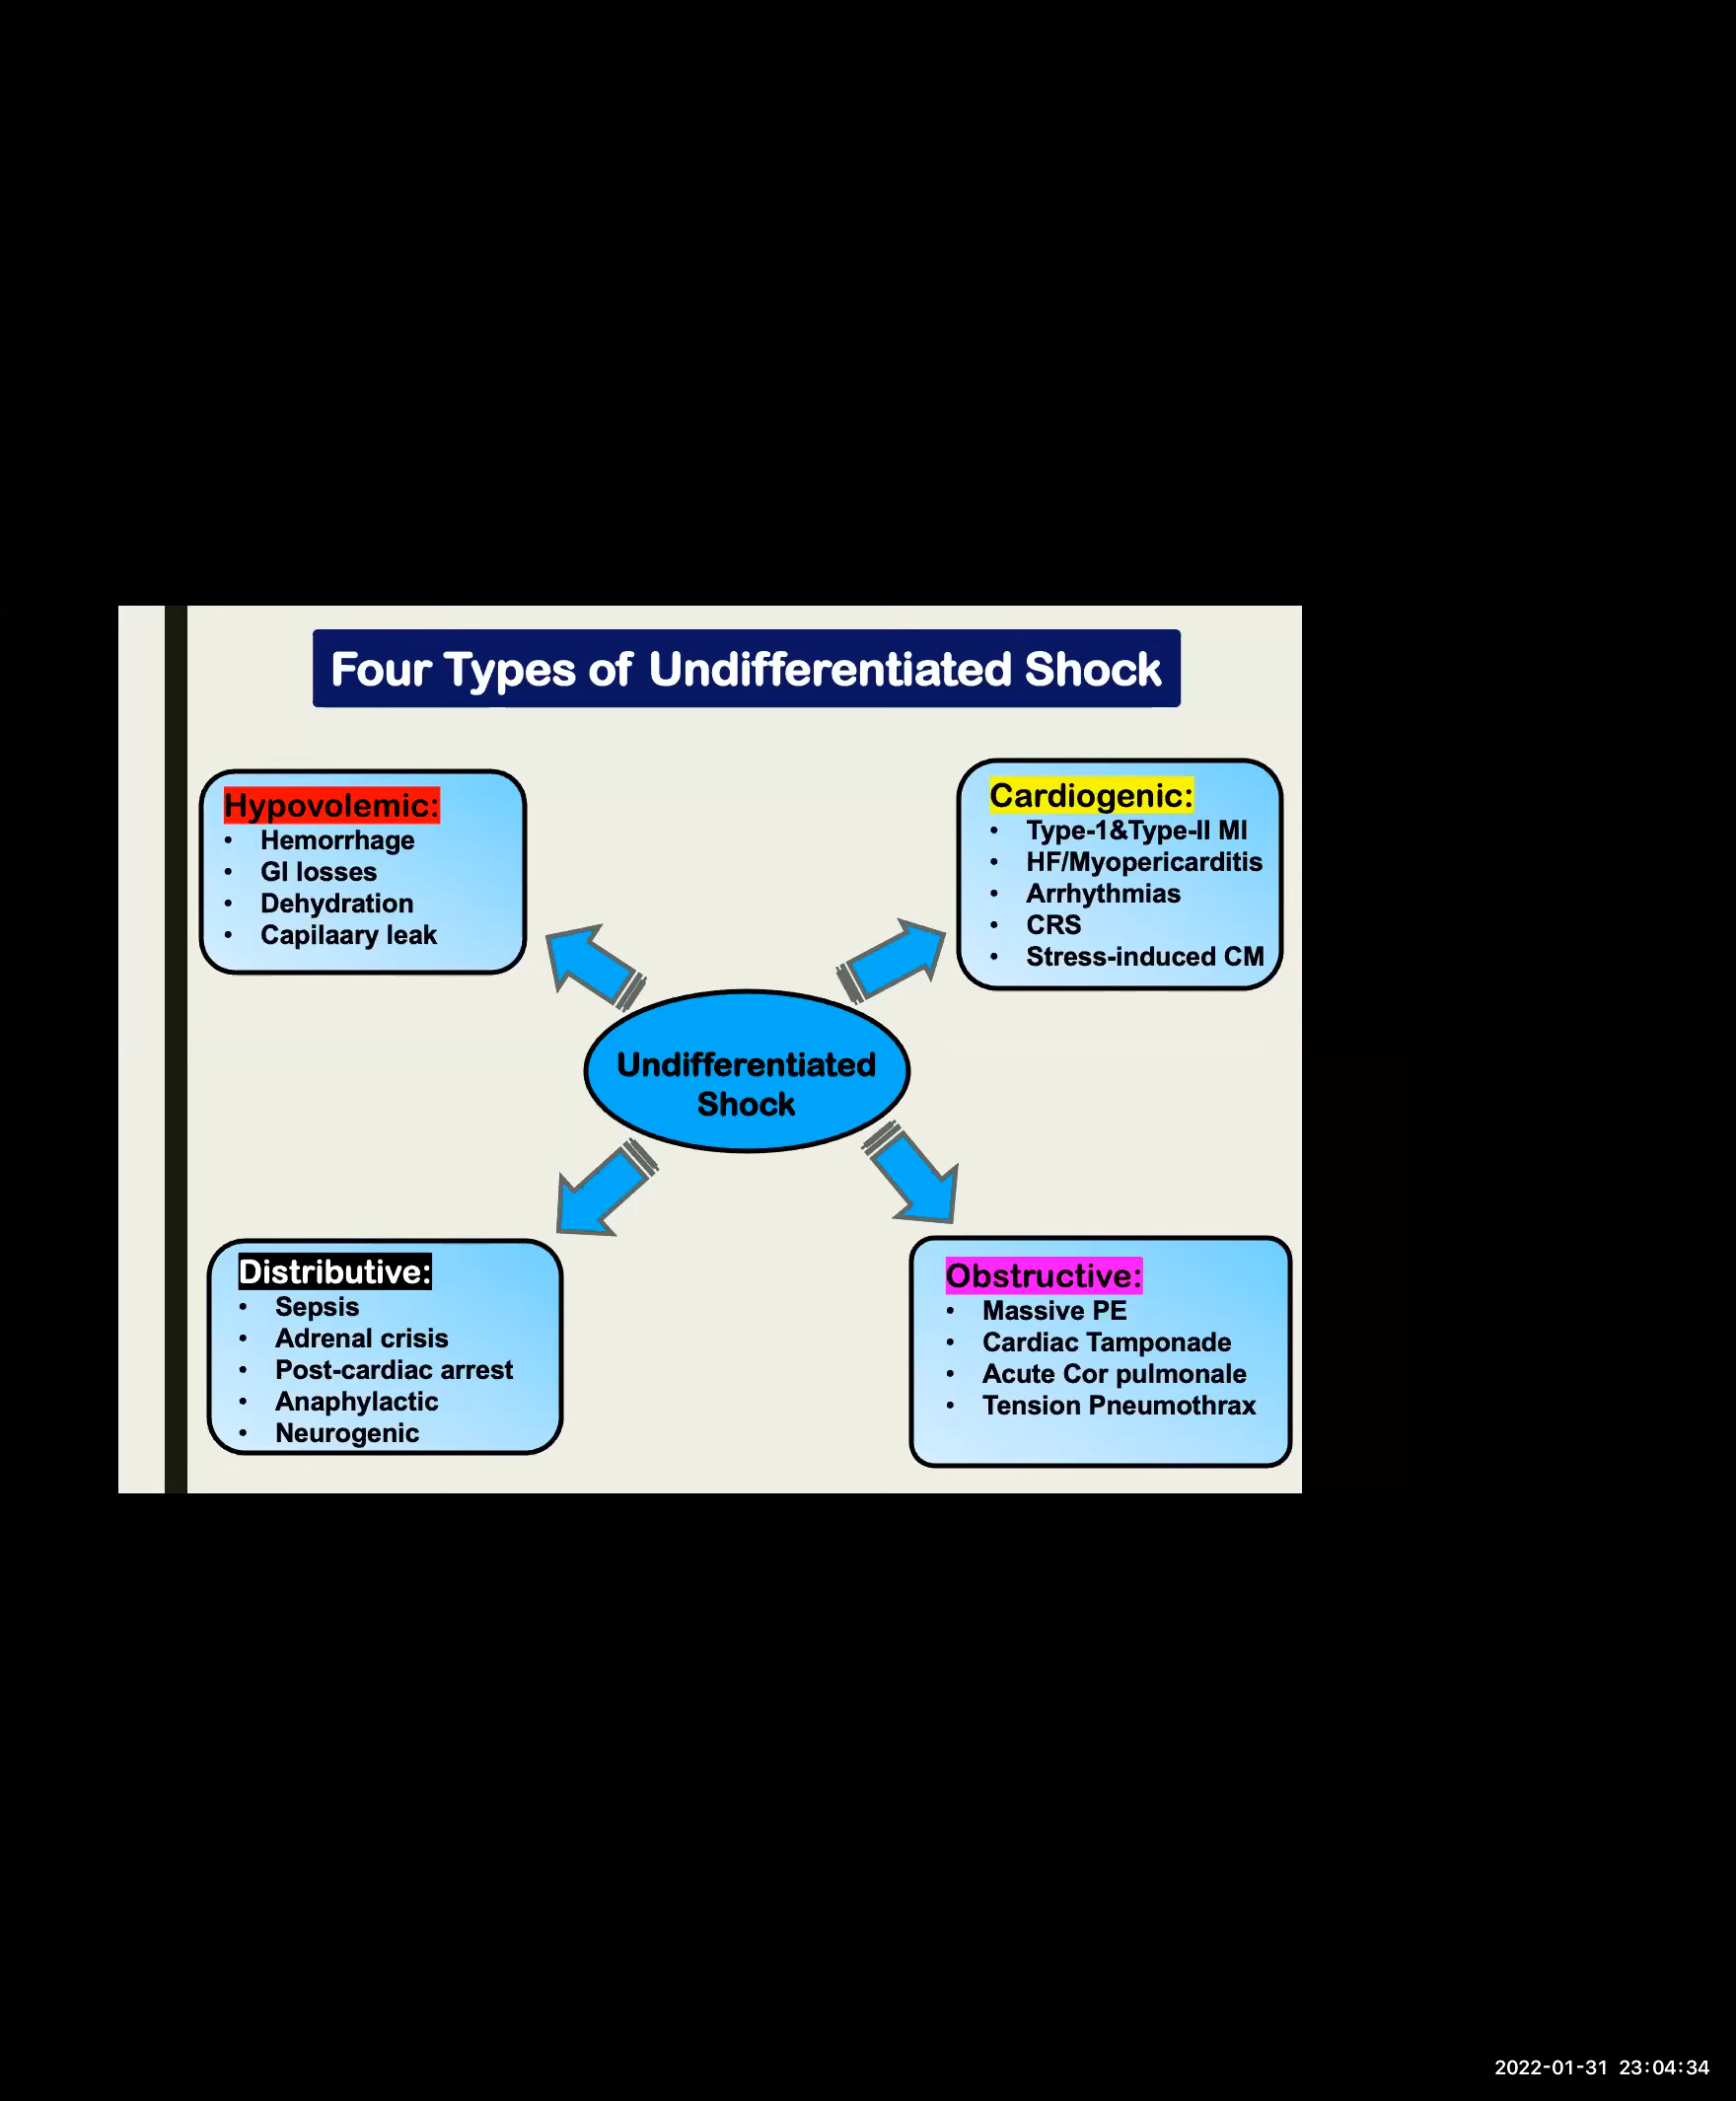 Four Types of Undifferentiated Shock
Hypovolemic:
• Hemorrhage
• GI losses
• Dehydration
• Capilaary leak
Cardiogenic:
• Type-1&Type-II MI
• HF/Myopericarditis
• Arrhythmias
• CRS
• Stress-induced CM
Undifferentiated
Shock
Distributive:
• Sepsis
• Adrenal crisis
• Post-cardiac arrest
• Anaphylactic
• Neurogenic
Obstructive:
• Massive PE
• Cardiac Tamponade
• Acute Cor pulmonale
• Tension Pneumothrax
2022-01-31 23:04:34